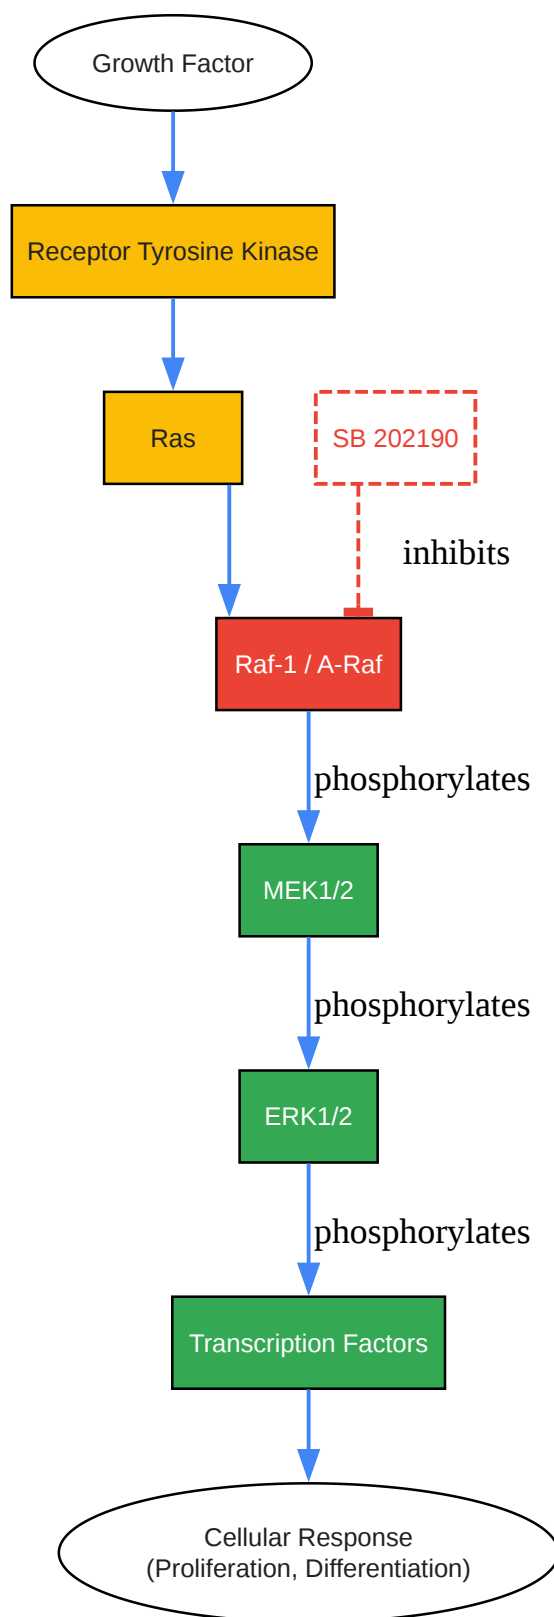 Growth Factor
Receptor Tyrosine Kinase
Ras
SB 202190
inhibits
Raf-1 / A-Raf
phosphorylates
MEK1/2
phosphorylates
ERK1/2
phosphorylates
Transcription Factors
Cellular Response
(Proliferation, Differentiation)